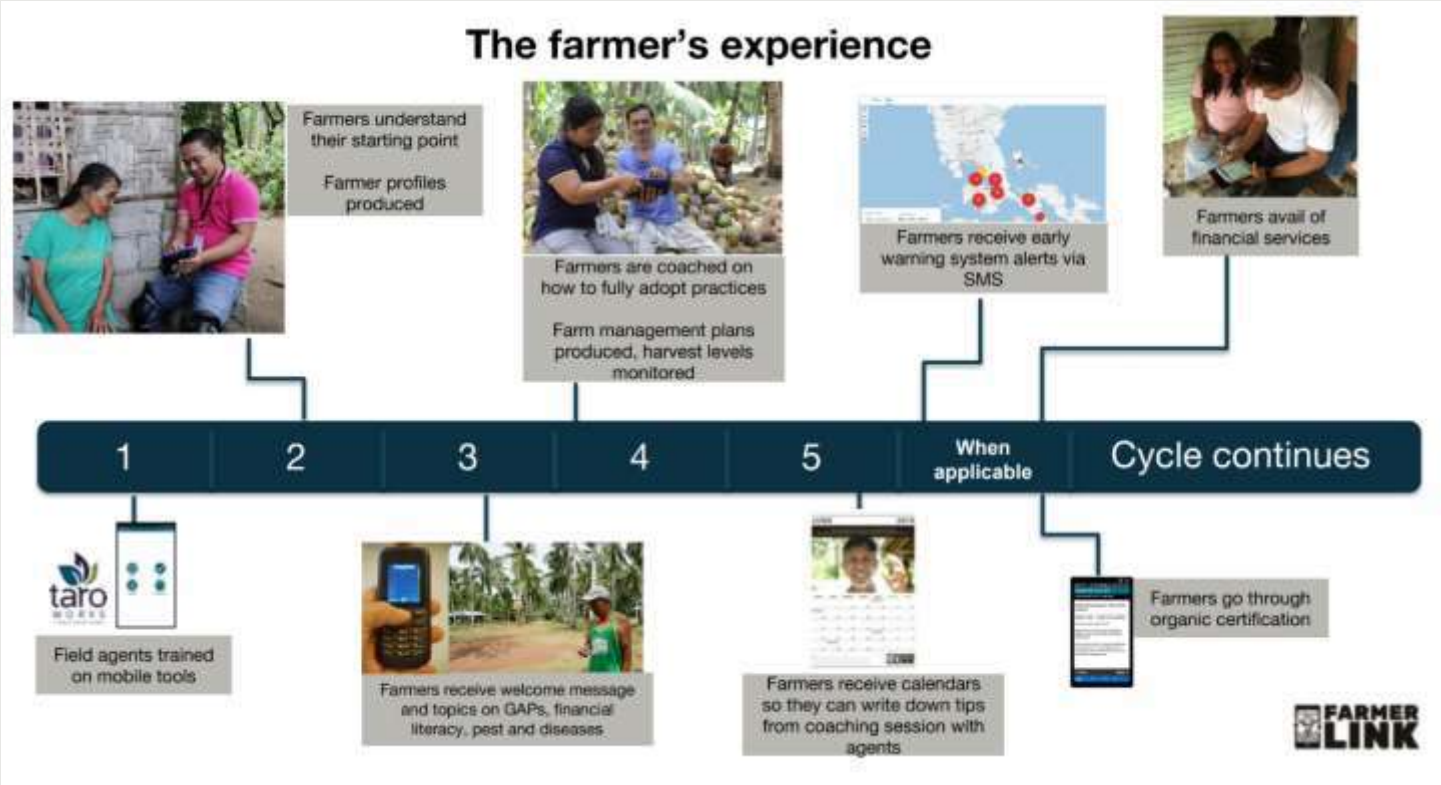 The farmer's experience
Farmers understand
their starting point
Farmer profiles
produced
Farmers are coached on
how to fully adopt practices
Farm management plans
produced, harvest levels
monitored
Farmers receive early
warning system alerts via
SMS
Farmers avail of
financial services
1
2
3
4
5
When
applicable
Cycle continues
taro
WORKS
Field agents trained
on mobile tools
Farmers receive welcome message
and topics on GAPs, financial
literacy, pest and diseases
Farmers receive calendars
so they can write down tips
from coaching session with
agents
Farmers go through
organic certification
FARMER
LINK